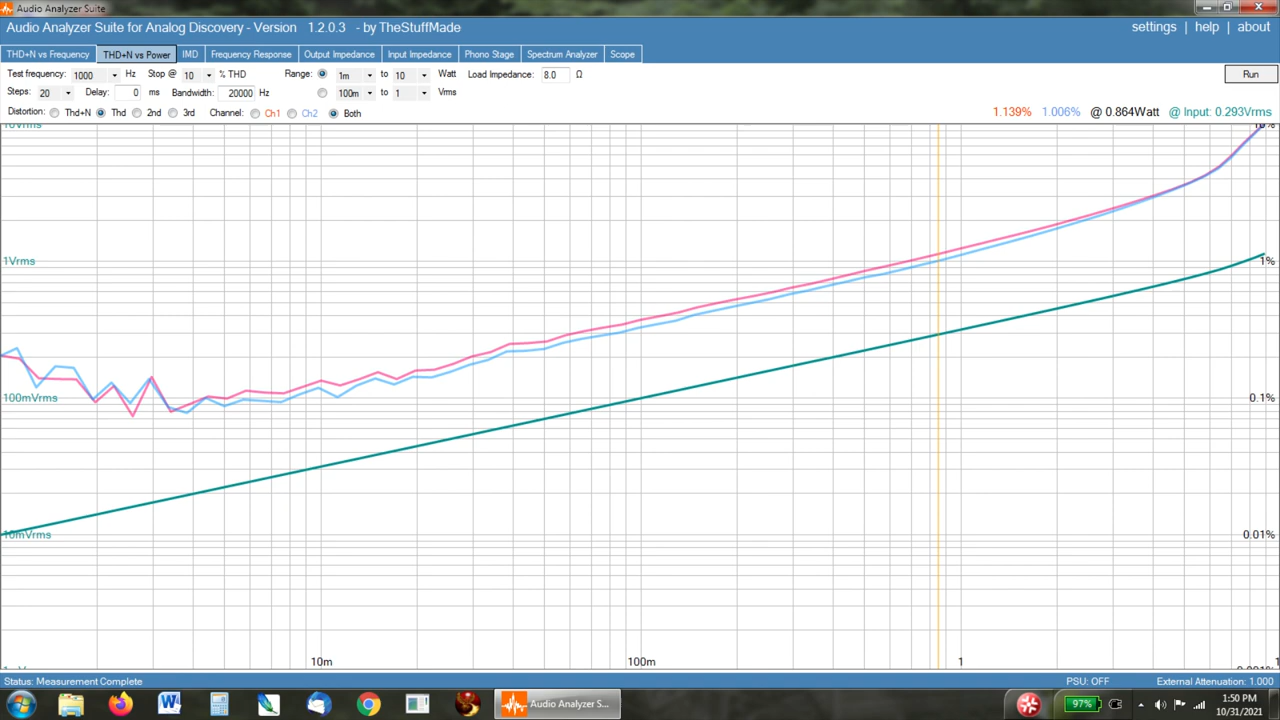 Audio Analyzer Suite
Audio Analyzer Suite for Analog Discovery - Version 1.2.0.3 - by TheStuffMade
settings | help | about
THD+N vs Frequency THD+N vs Power IMD Frequency Response Output Impedance Input Impedance Phono Stage Spectrum Analyzer Scope
Test frequency: 1000 Hz Stop @ 10 % THD Range: 1m to 10 Watt Load Impedance: 8.0 Ω Run
Steps: 20 Delay: 0 ms Bandwidth: 20000 Hz 100m to 1 Vrms
Distortion: Thd+N Thd 2nd 3rd Channel: Ch1 Ch2 Both 1.139% 1.006% @ 0.864Watt @ Input: 0.293Vrms
10Vrms 10%
1Vrms 1%
100mVrms 0.1%
10mVrms 0.01%
10m 100m 1
Status: Measurement Complete PSU: OFF External Attenuation: 1.000
Audio Analyzer S... 97% 1:50 PM
10/31/2021